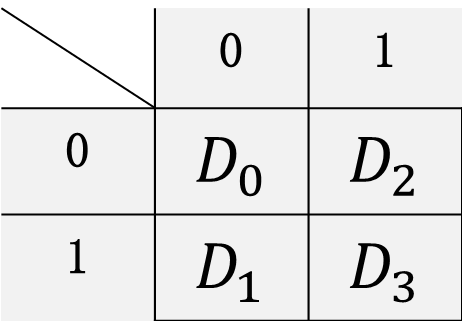 0 1
0 D₀ D₂
1 D₁ D₃